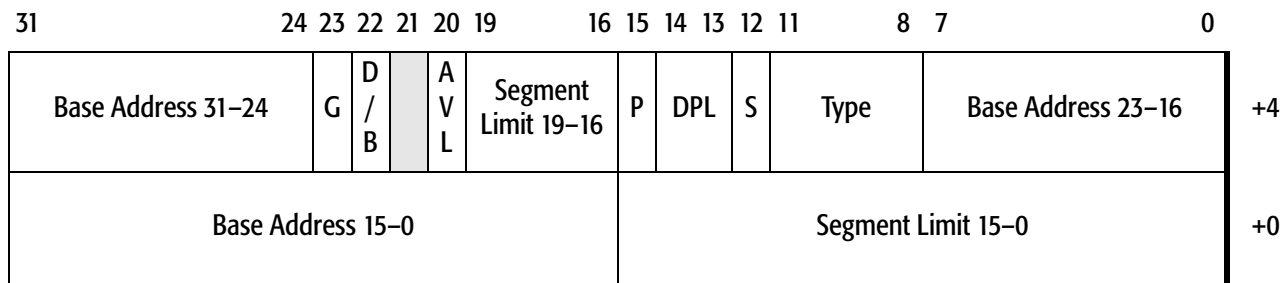 31 24 23 22 21 20 19 16 15 14 13 12 11 8 7 0
Base Address 31–24 G D/B AVL Segment Limit 19–16 P DPL S Type Base Address 23–16 +4
Base Address 15–0 Segment Limit 15–0 +0